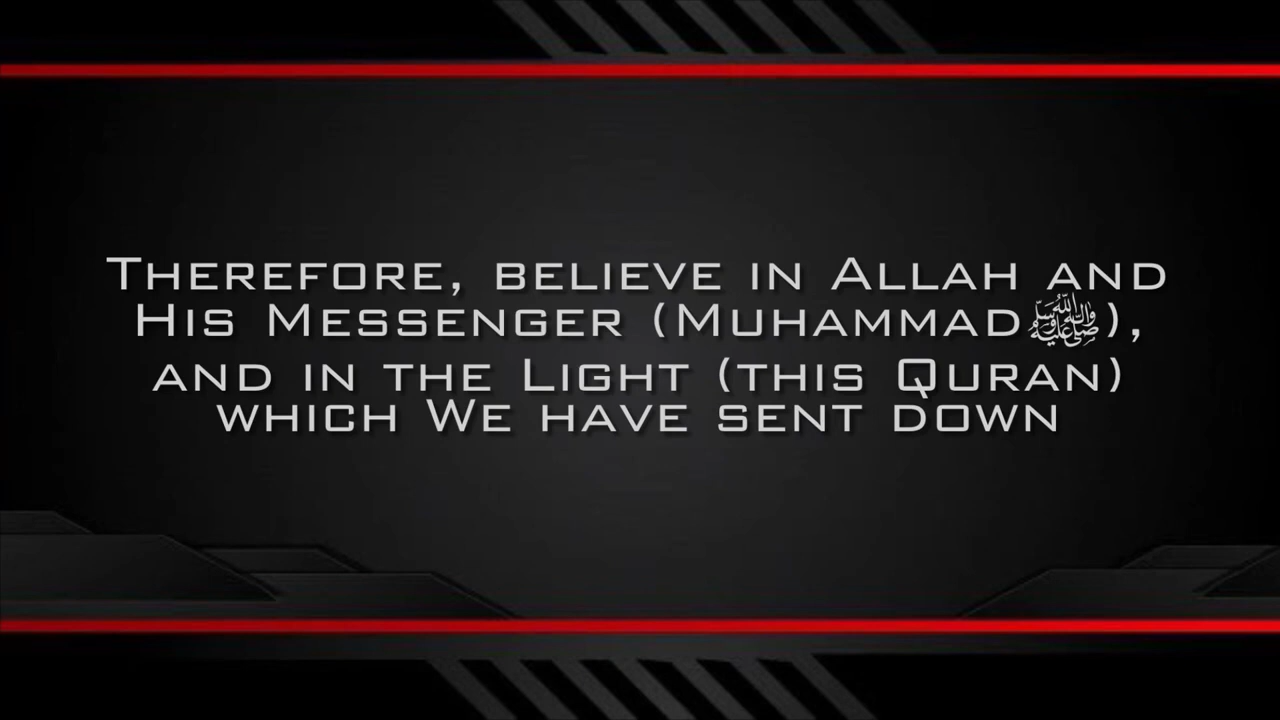 Therefore, believe in Allah and
His Messenger (Muhammadﷺ),
and in the Light (this Quran)
which We have sent down